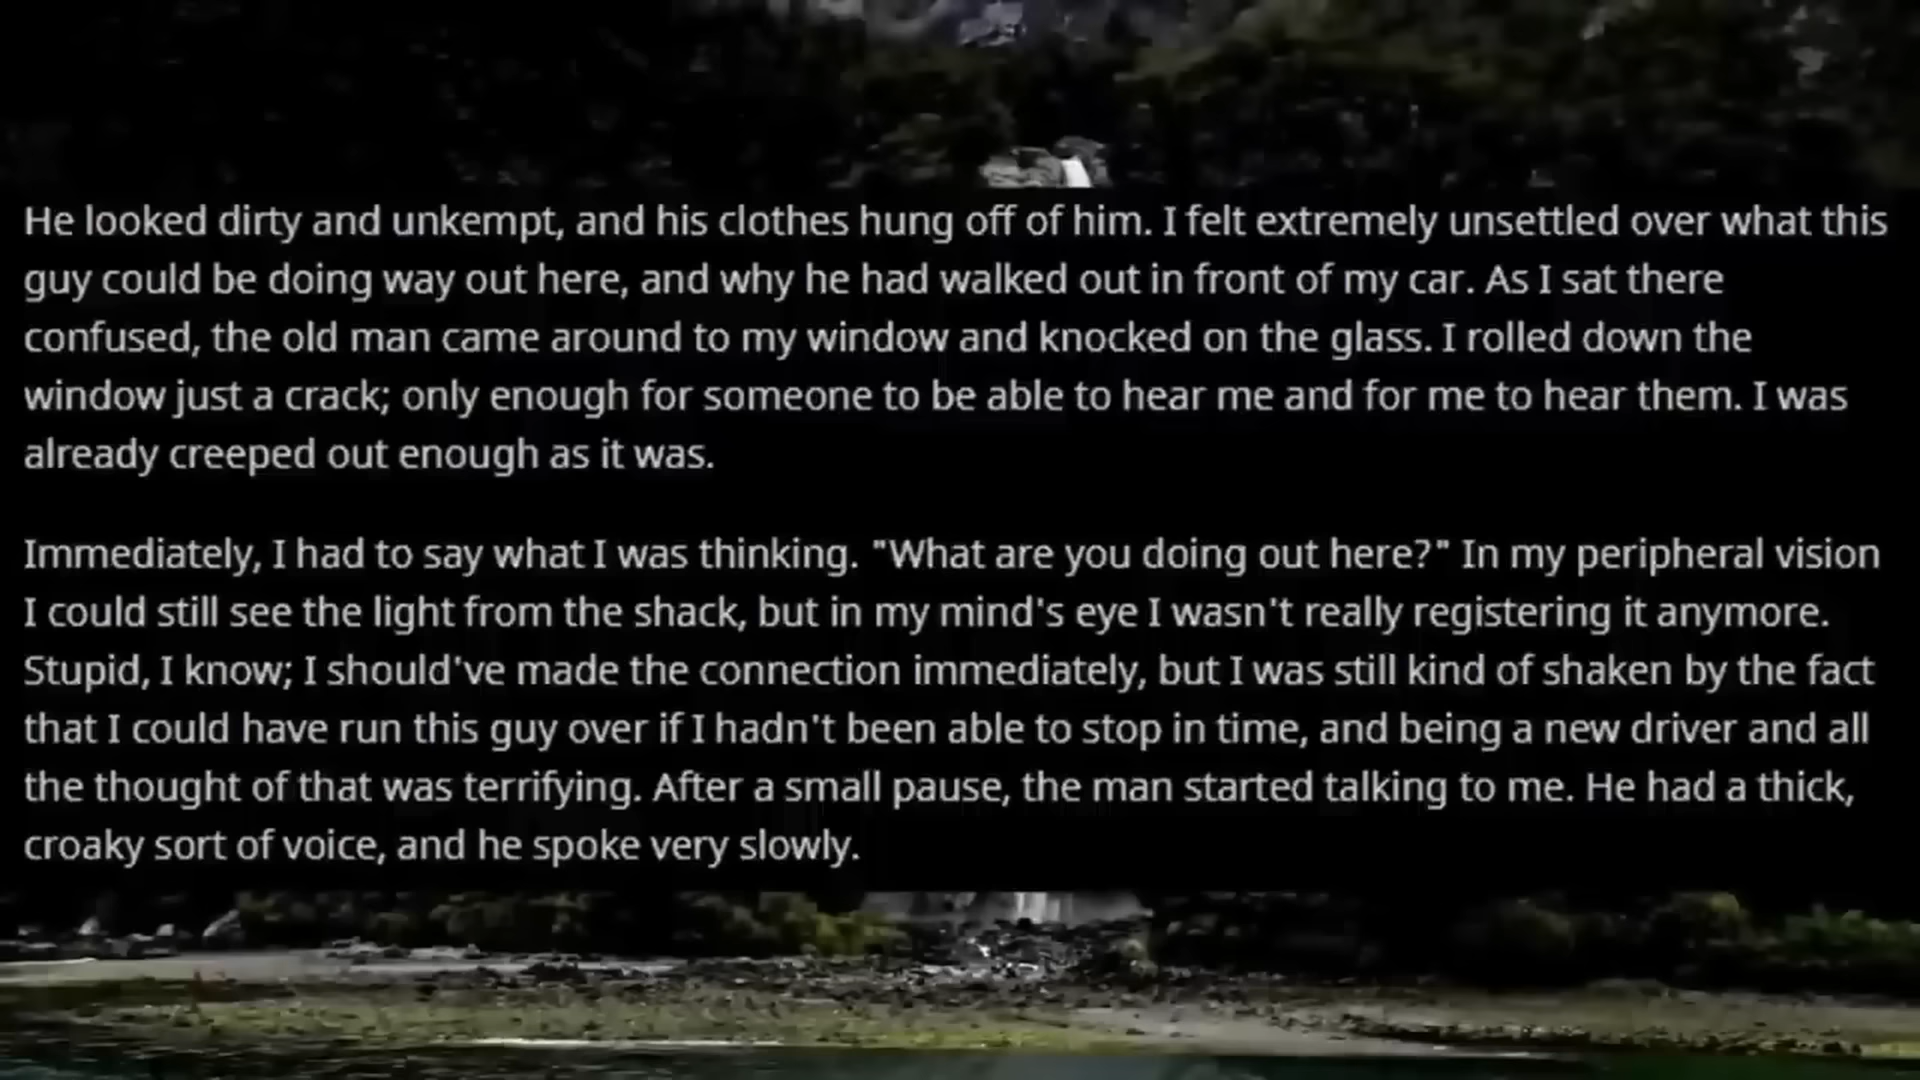 He looked dirty and unkempt, and his clothes hung off of him. I felt extremely unsettled over what this
guy could be doing way out here, and why he had walked out in front of my car. As I sat there
confused, the old man came around to my window and knocked on the glass. I rolled down the
window just a crack; only enough for someone to be able to hear me and for me to hear them. I was
already creeped out enough as it was.
Immediately, I had to say what I was thinking. "What are you doing out here?" In my peripheral vision
I could still see the light from the shack, but in my mind's eye I wasn't really registering it anymore.
Stupid, I know; I should've made the connection immediately, but I was still kind of shaken by the fact
that I could have run this guy over if I hadn't been able to stop in time, and being a new driver and all
the thought of that was terrifying. After a small pause, the man started talking to me. He had a thick,
croaky sort of voice, and he spoke very slowly.